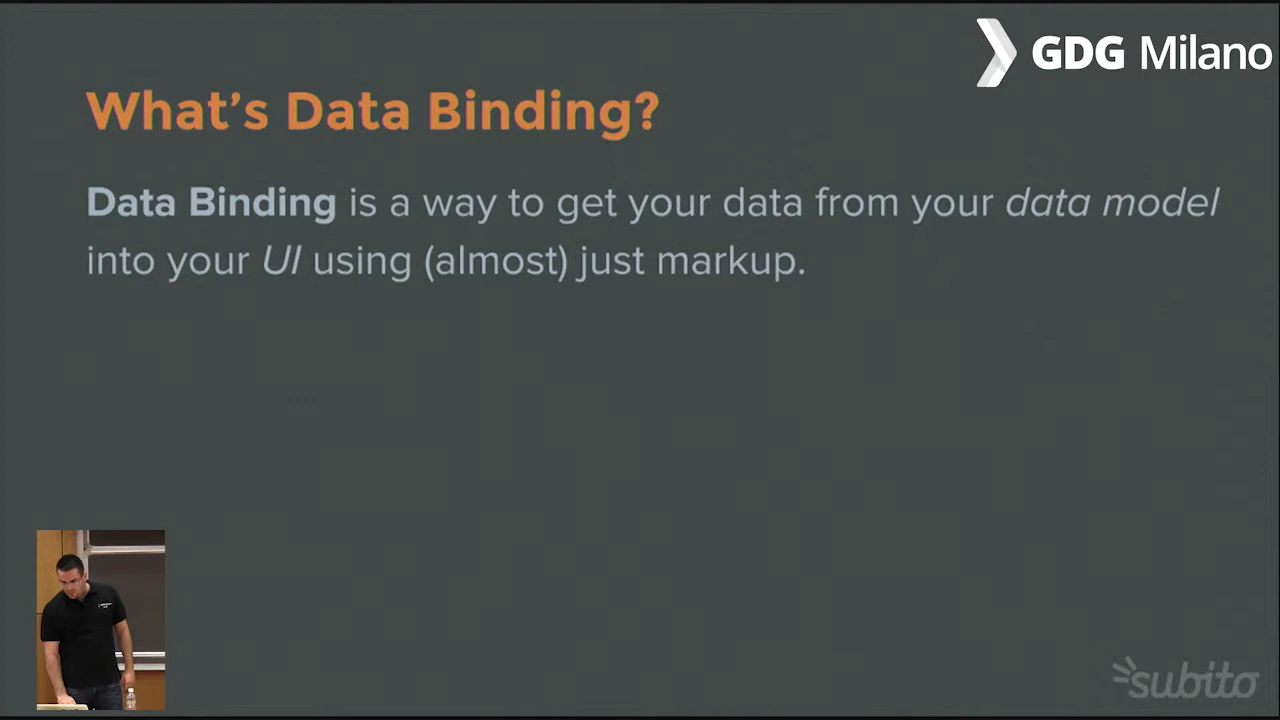 GDG Milano
What's Data Binding?
Data Binding is a way to get your data from your data model
into your UI using (almost) just markup.
subito